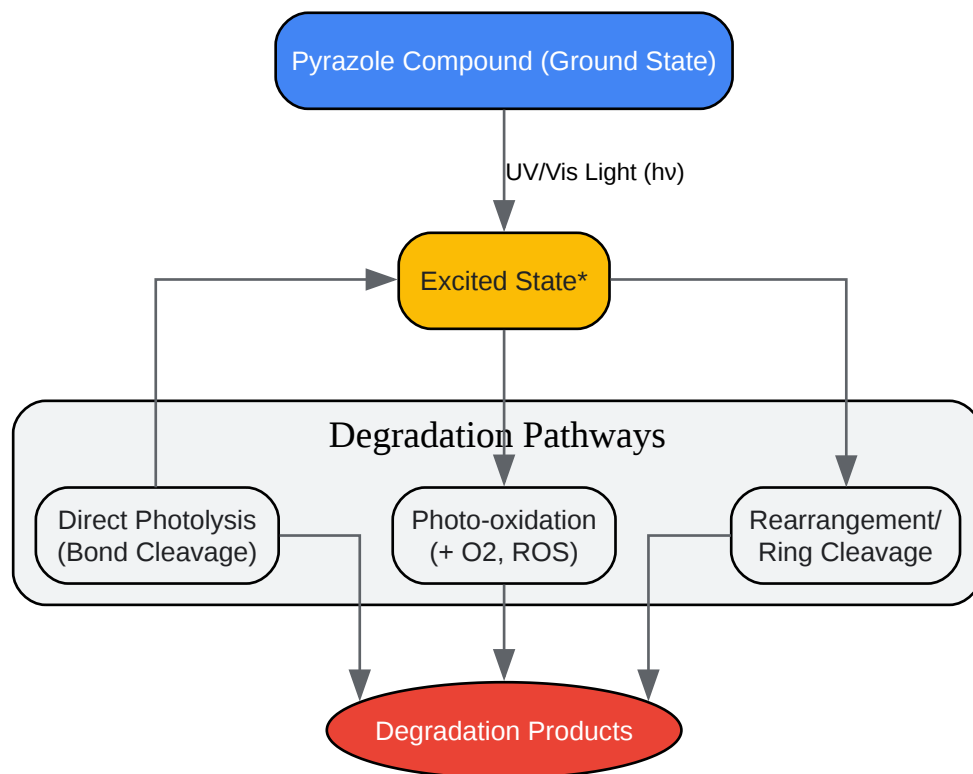 Pyrazole Compound (Ground State)
UV/Vis Light (hν)
Excited State*
Degradation Pathways
Direct Photolysis
(Bond Cleavage)
Photo-oxidation
(+ O2, ROS)
Rearrangement/
Ring Cleavage
Degradation Products